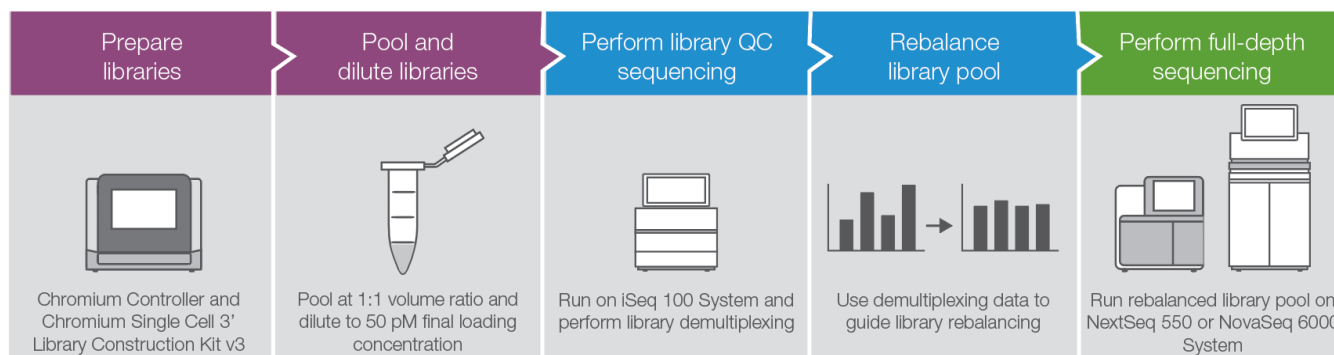 Prepare
libraries
Pool and
dilute libraries
Perform library QC
sequencing
Rebalance
library pool
Perform full-depth
sequencing
Chromium Controller and
Chromium Single Cell 3’
Library Construction Kit v3
Pool at 1:1 volume ratio and
dilute to 50 pM final loading
concentration
Run on iSeq 100 System and
perform library demultiplexing
Use demultiplexing data to
guide library rebalancing
Run rebalanced library pool on
NextSeq 550 or NovaSeq 6000
System